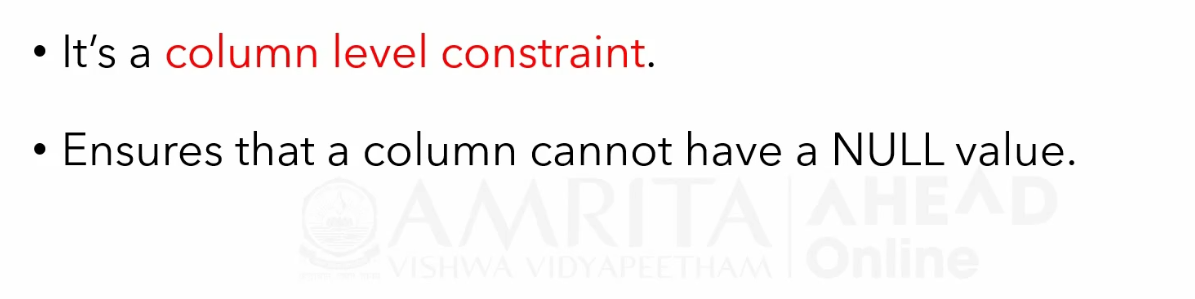 • It’s a column level constraint.
• Ensures that a column cannot have a NULL value.
AMRITA
VISHWA VIDYAPEETHAM
AHEAD
Online